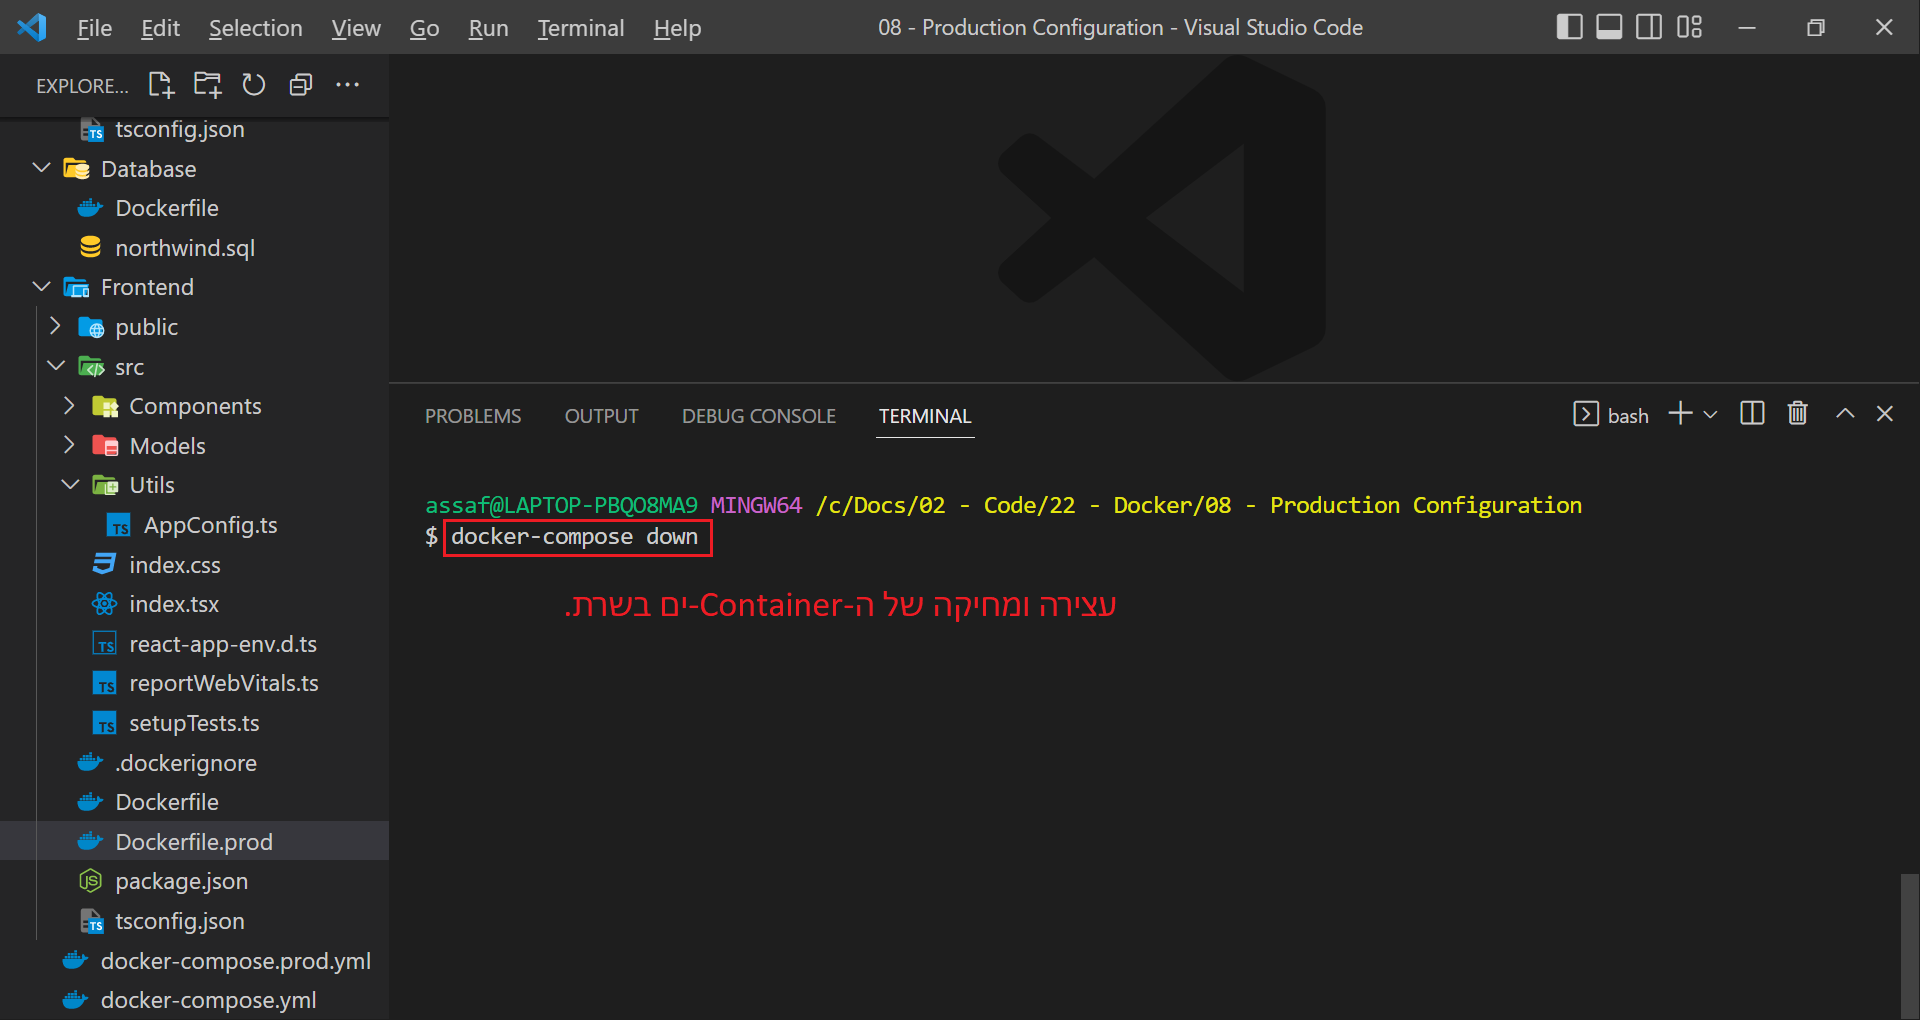 File Edit Selection View Go Run Terminal Help
08 - Production Configuration - Visual Studio Code
EXPLORE...
tsconfig.json
Database
Dockerfile
northwind.sql
Frontend
public
src
Components
Models
Utils
AppConfig.ts
index.css
index.tsx
react-app-env.d.ts
reportWebVitals.ts
setupTests.ts
.dockerignore
Dockerfile
Dockerfile.prod
package.json
tsconfig.json
docker-compose.prod.yml
docker-compose.yml
PROBLEMS OUTPUT DEBUG CONSOLE TERMINAL
bash
assaf@LAPTOP-PBQO8MA9 MINGW64 /c/Docs/02 - Code/22 - Docker/08 - Production Configuration
$ docker-compose down
עצירה ומחיקה של ה-Container-ים בשרת.